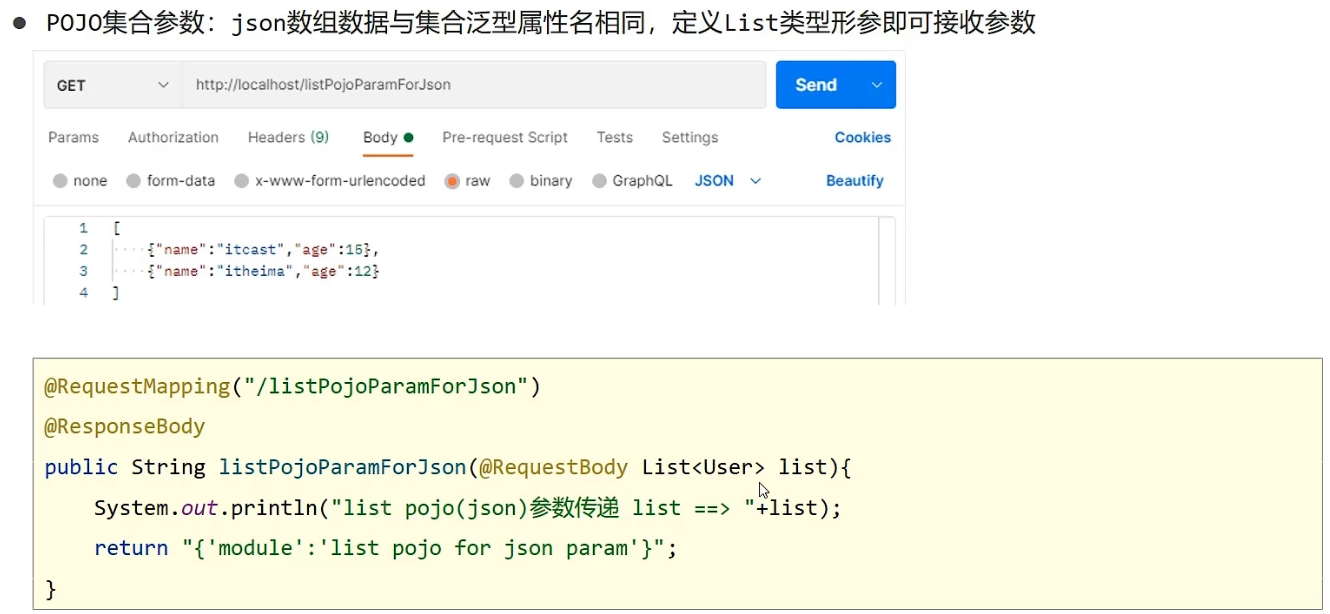 ● POJO集合参数：json数组数据与集合泛型属性名相同，定义List类型形参即可接收参数
GET http://localhost/listPojoParamForJson Send
Params Authorization Headers (9) Body Pre-request Script Tests Settings Cookies
none form-data x-www-form-urlencoded raw binary GraphQL JSON Beautify
1 [
2 ····{"name":"itcast","age":15},
3 ····{"name":"itheima","age":12}
4 ]
@RequestMapping("/listPojoParamForJson")
@ResponseBody
public String listPojoParamForJson(@RequestBody List<User> list){
    System.out.println("list pojo(json)参数传递 list ==> "+list);
    return "{'module':'list pojo for json param'}";
}